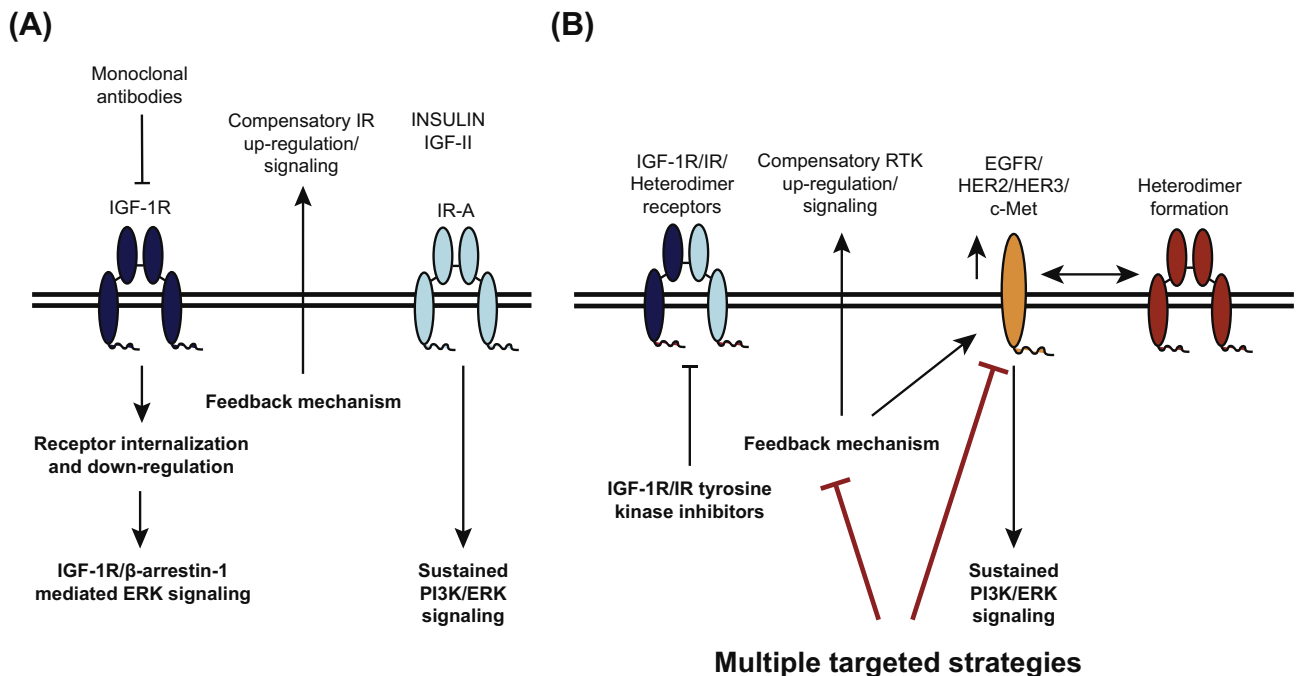 (A)
Monoclonal
antibodies
IGF-1R
Compensatory IR
up-regulation/
signaling
INSULIN
IGF-II
IR-A
Feedback mechanism
Receptor internalization
and down-regulation
IGF-1R/β-arrestin-1
mediated ERK signaling
Sustained
PI3K/ERK
signaling
(B)
IGF-1R/IR/
Heterodimer
receptors
Compensatory RTK
up-regulation/
signaling
EGFR/
HER2/HER3/
c-Met
Heterodimer
formation
Feedback mechanism
IGF-1R/IR tyrosine
kinase inhibitors
Sustained
PI3K/ERK
signaling
Multiple targeted strategies